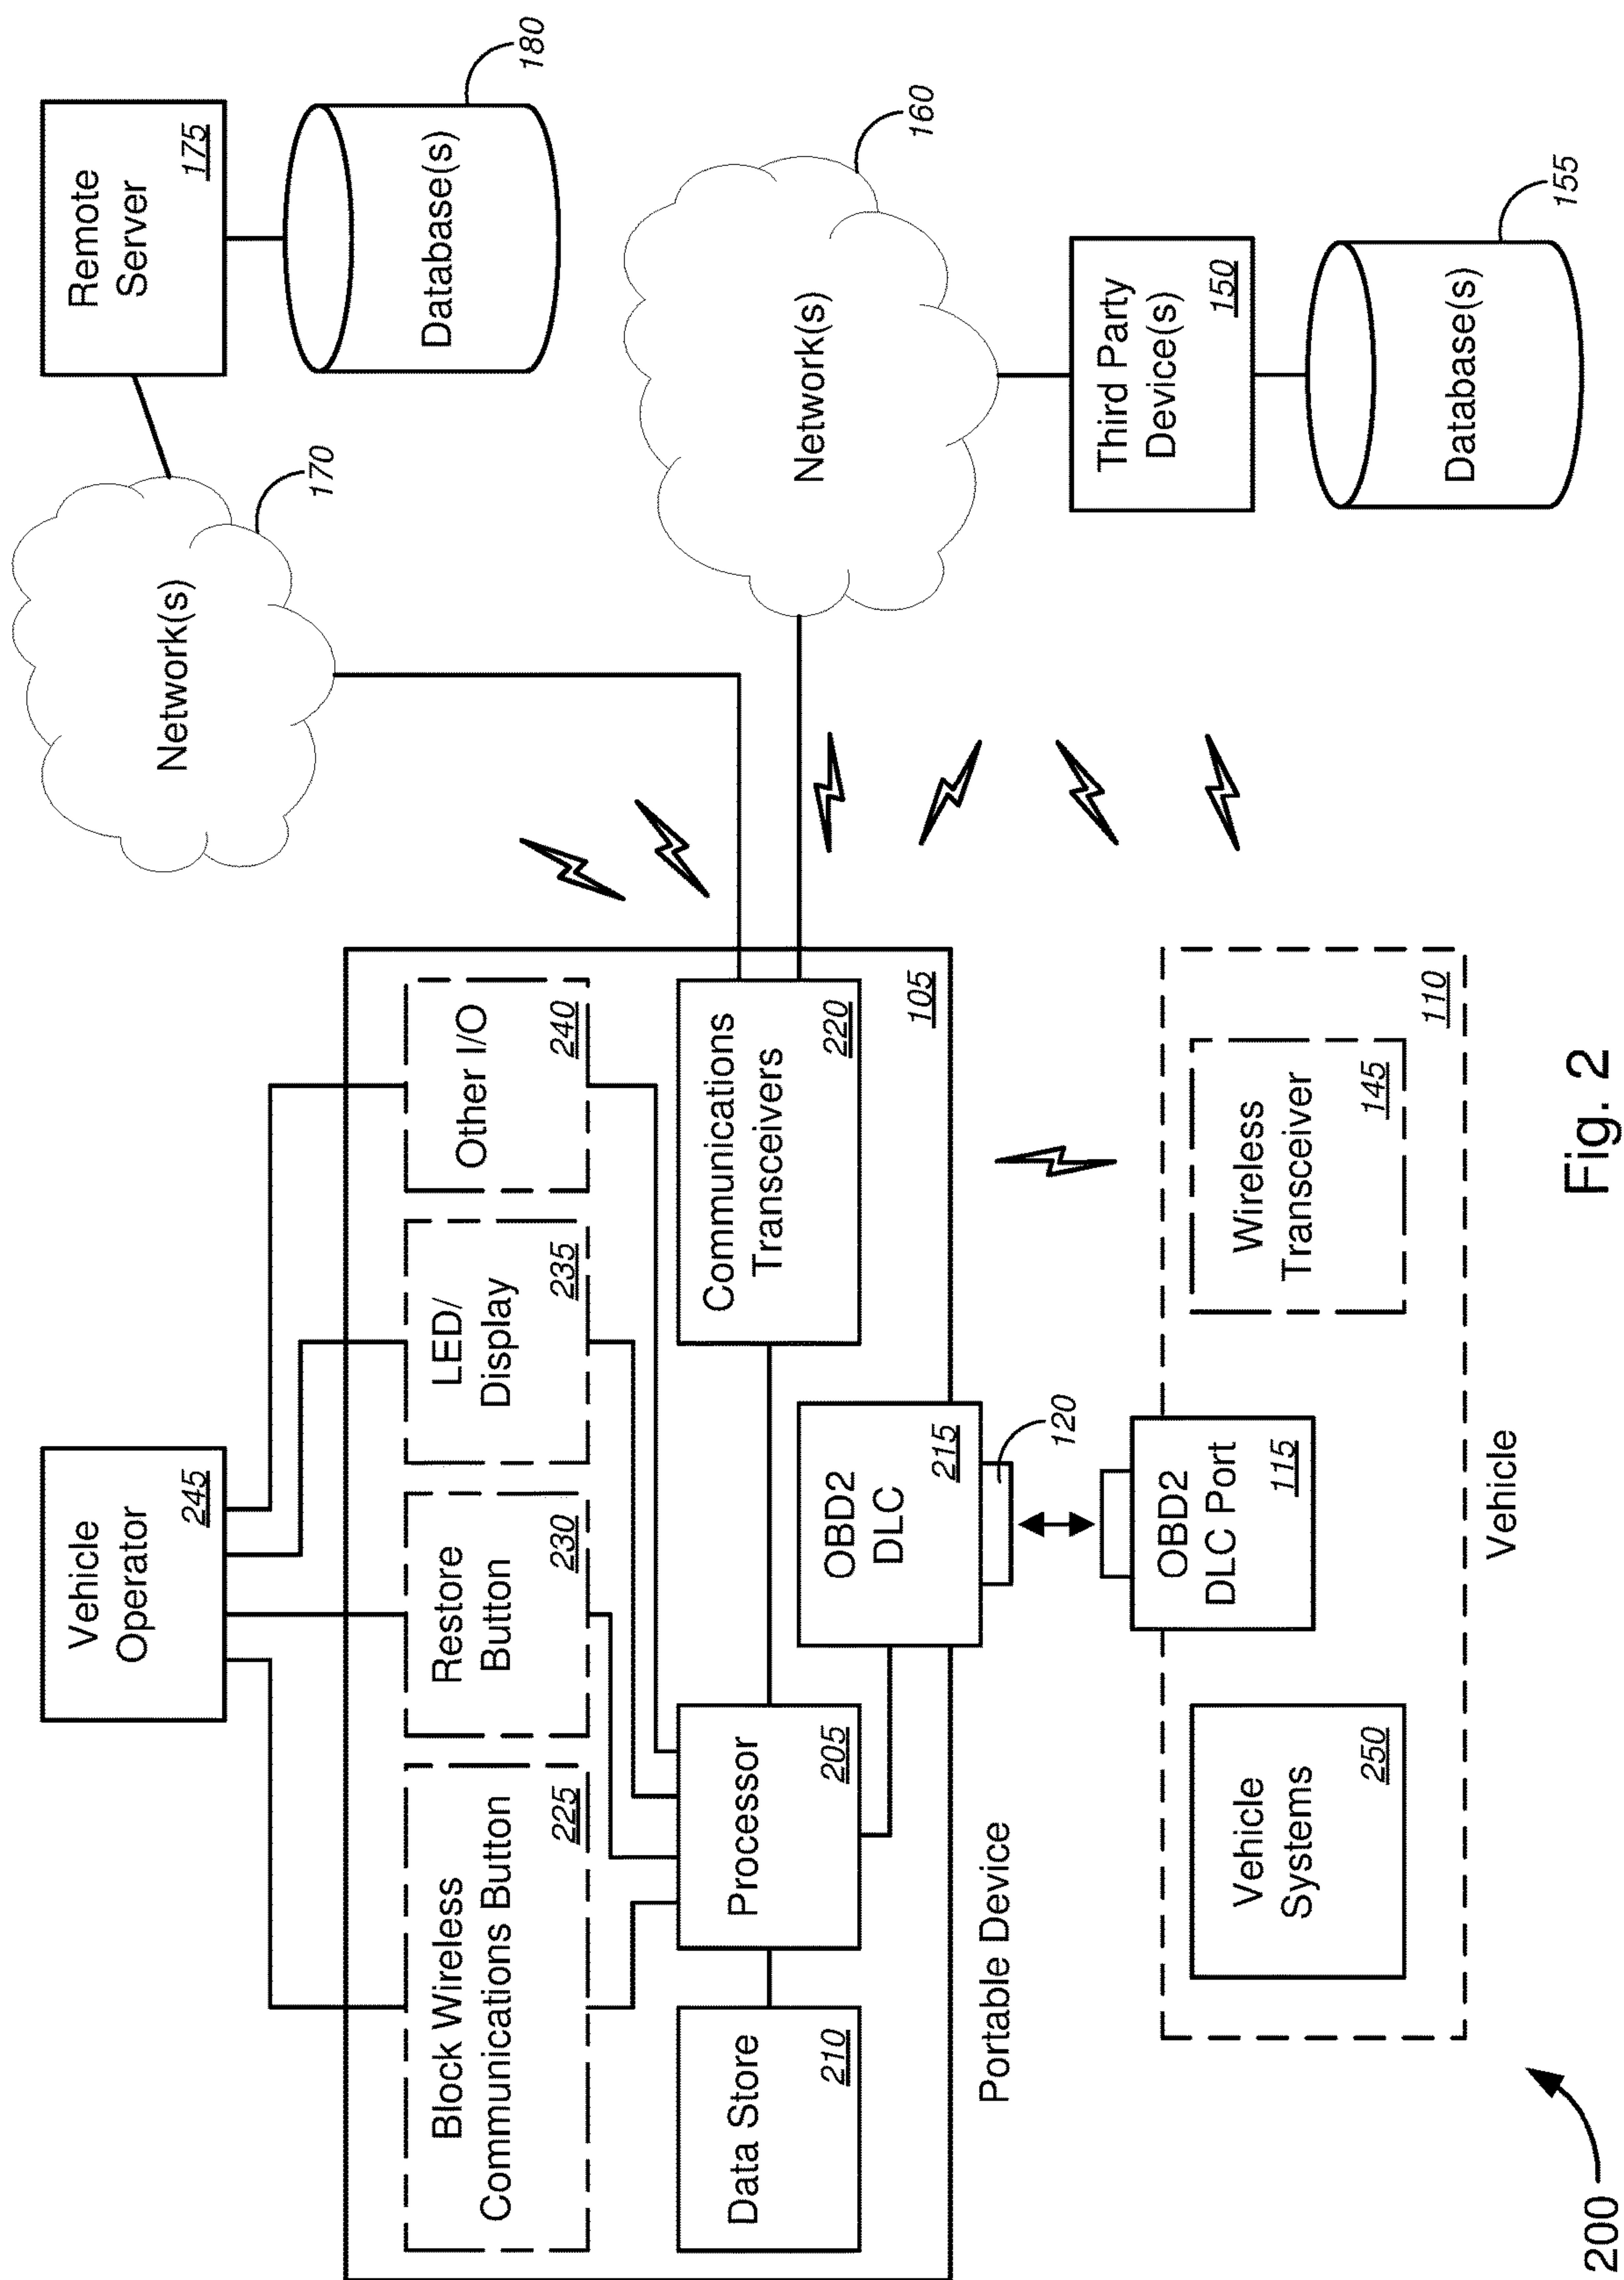 Vehicle
Operator
245
Remote
Server
175
Database(s)
180
Network(s)
170
Block Wireless
Communications Button
225
Restore
Button
230
LED/
Display
235
Other I/O
240
Data Store
210
Processor
205
Communications
Transceivers
220
OBD2
DLC
215
105
120
Portable Device
Network(s)
160
Third Party
Device(s)
150
Database(s)
155
Vehicle
Systems
250
OBD2
DLC Port
115
Wireless
Transceiver
145
110
Vehicle
200
Fig. 2